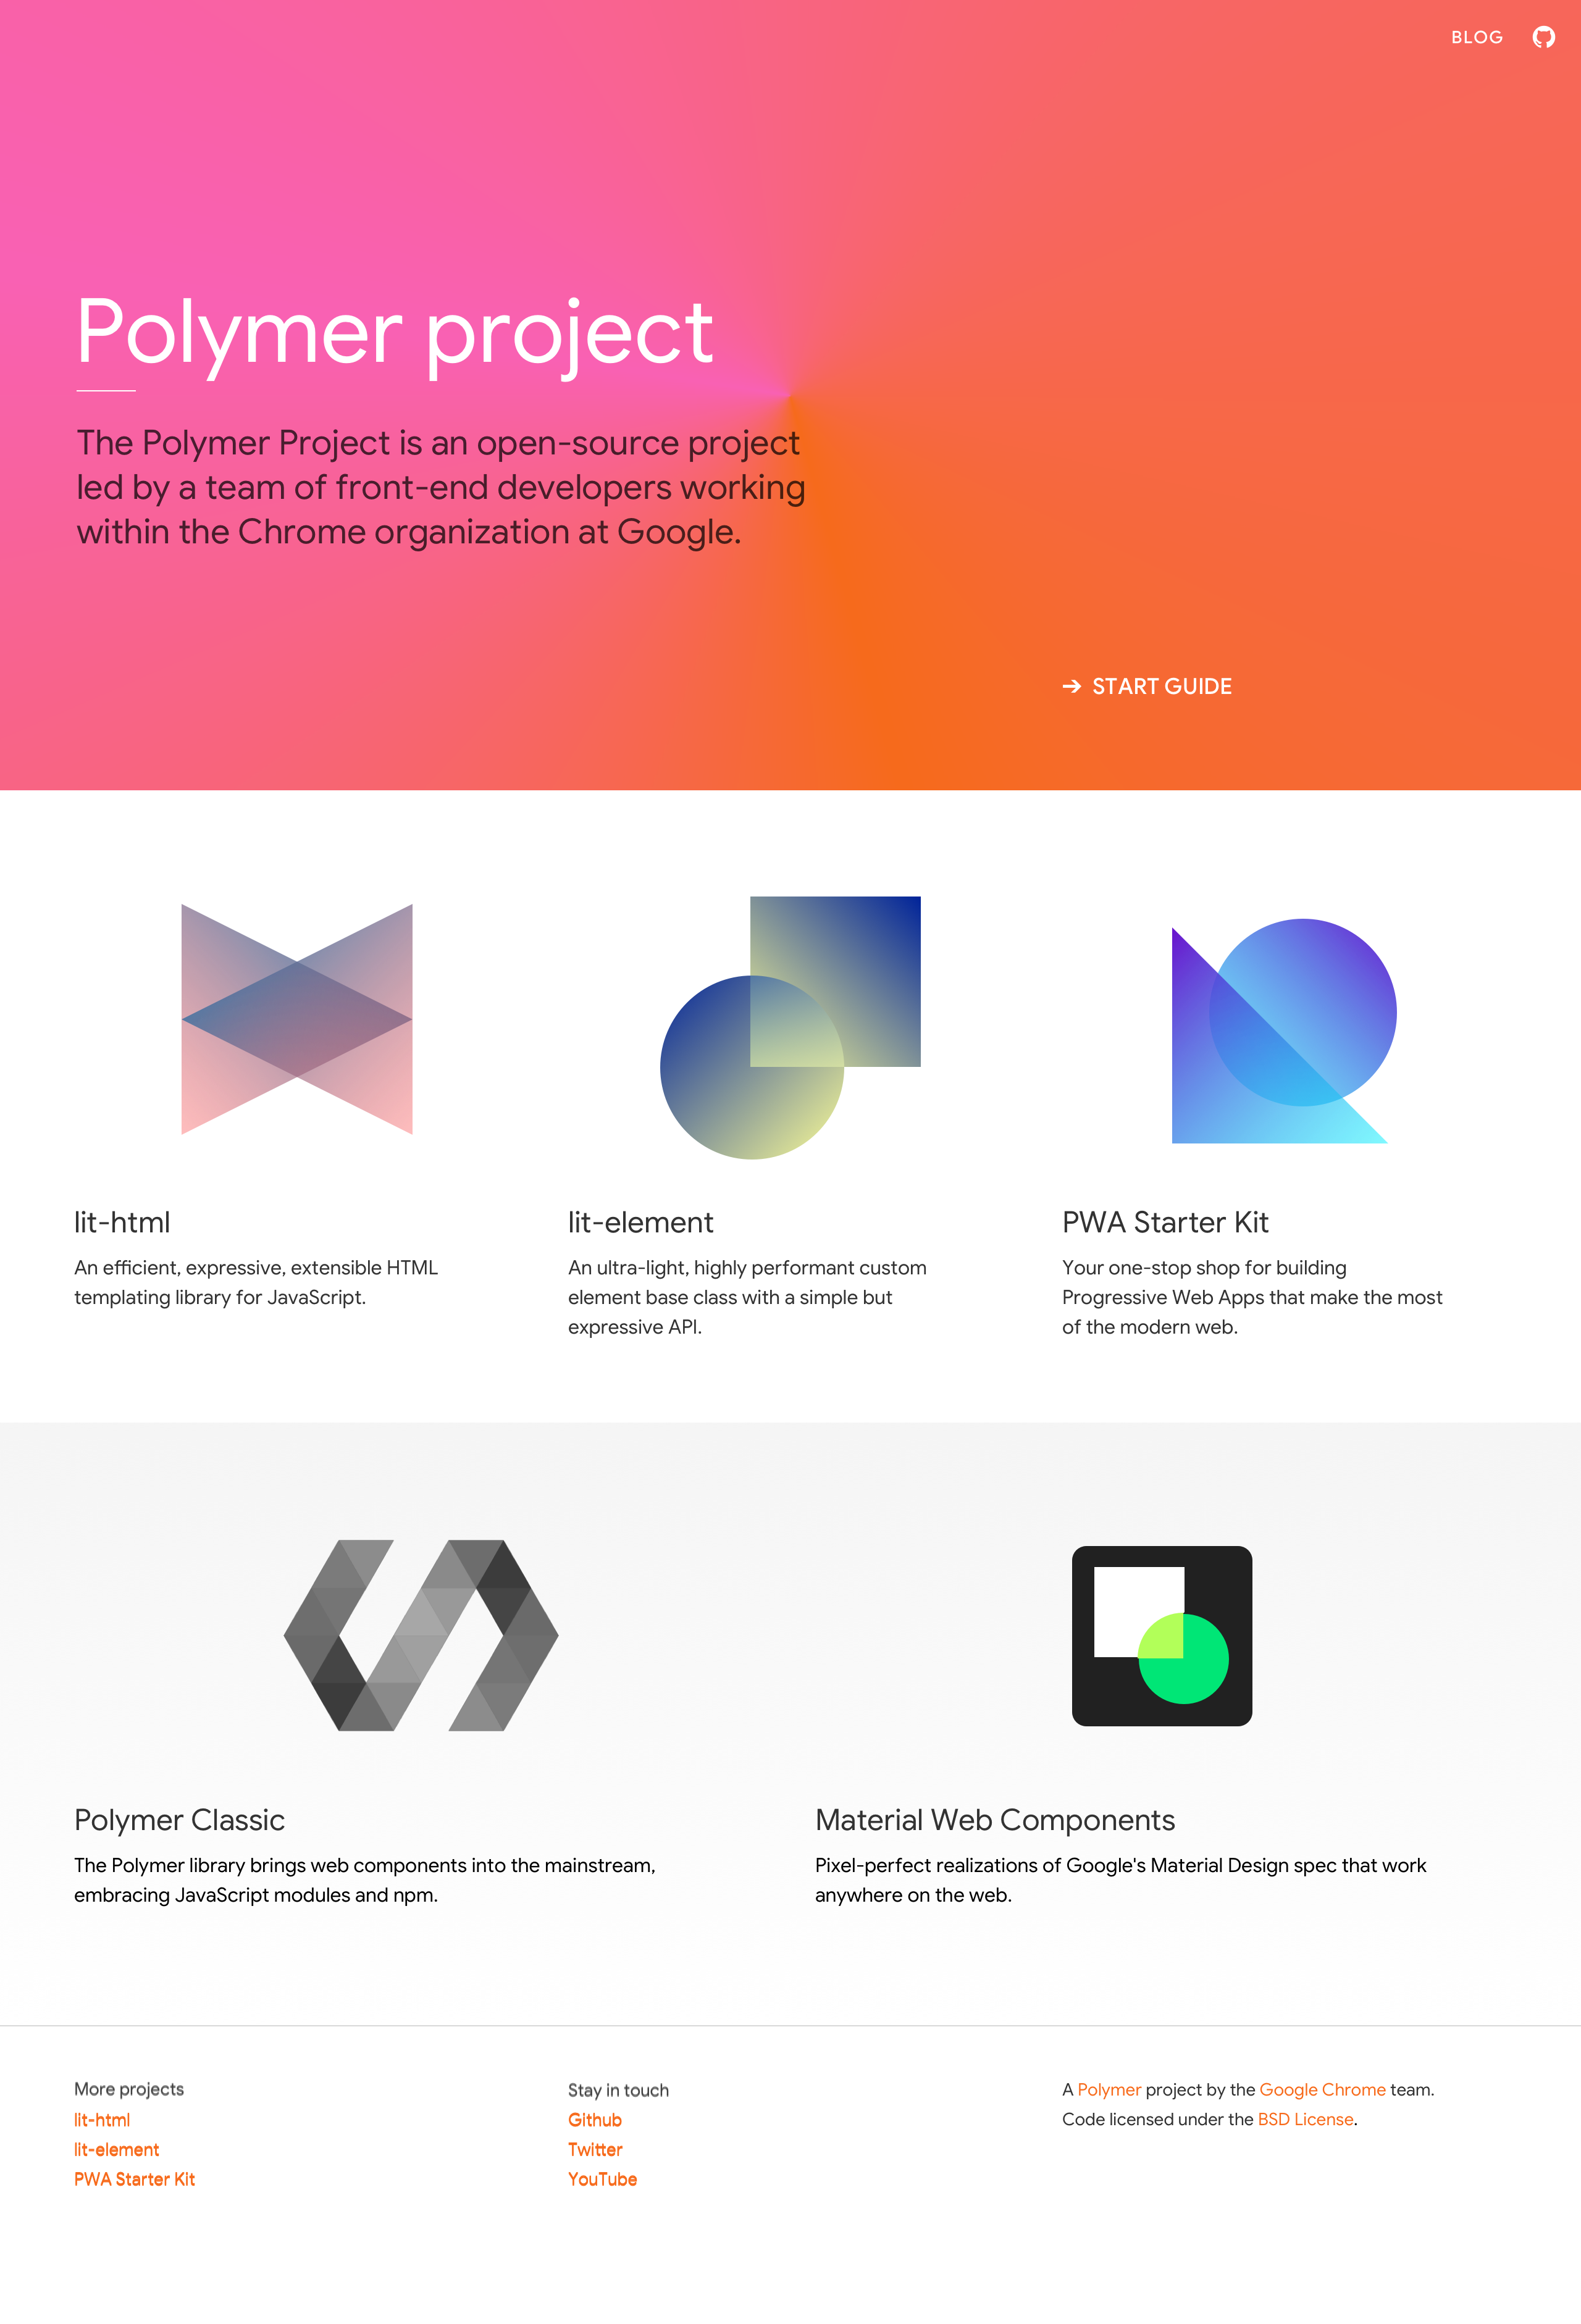 BLOG
Polymer project
The Polymer Project is an open-source project
led by a team of front-end developers working
within the Chrome organization at Google.
→ START GUIDE
lit-html
An efficient, expressive, extensible HTML
templating library for JavaScript.
lit-element
An ultra-light, highly performant custom
element base class with a simple but
expressive API.
PWA Starter Kit
Your one-stop shop for building
Progressive Web Apps that make the most
of the modern web.
Polymer Classic
The Polymer library brings web components into the mainstream,
embracing JavaScript modules and npm.
Material Web Components
Pixel-perfect realizations of Google's Material Design spec that work
anywhere on the web.
More projects
lit-html
lit-element
PWA Starter Kit
Stay in touch
Github
Twitter
YouTube
A Polymer project by the Google Chrome team.
Code licensed under the BSD License.